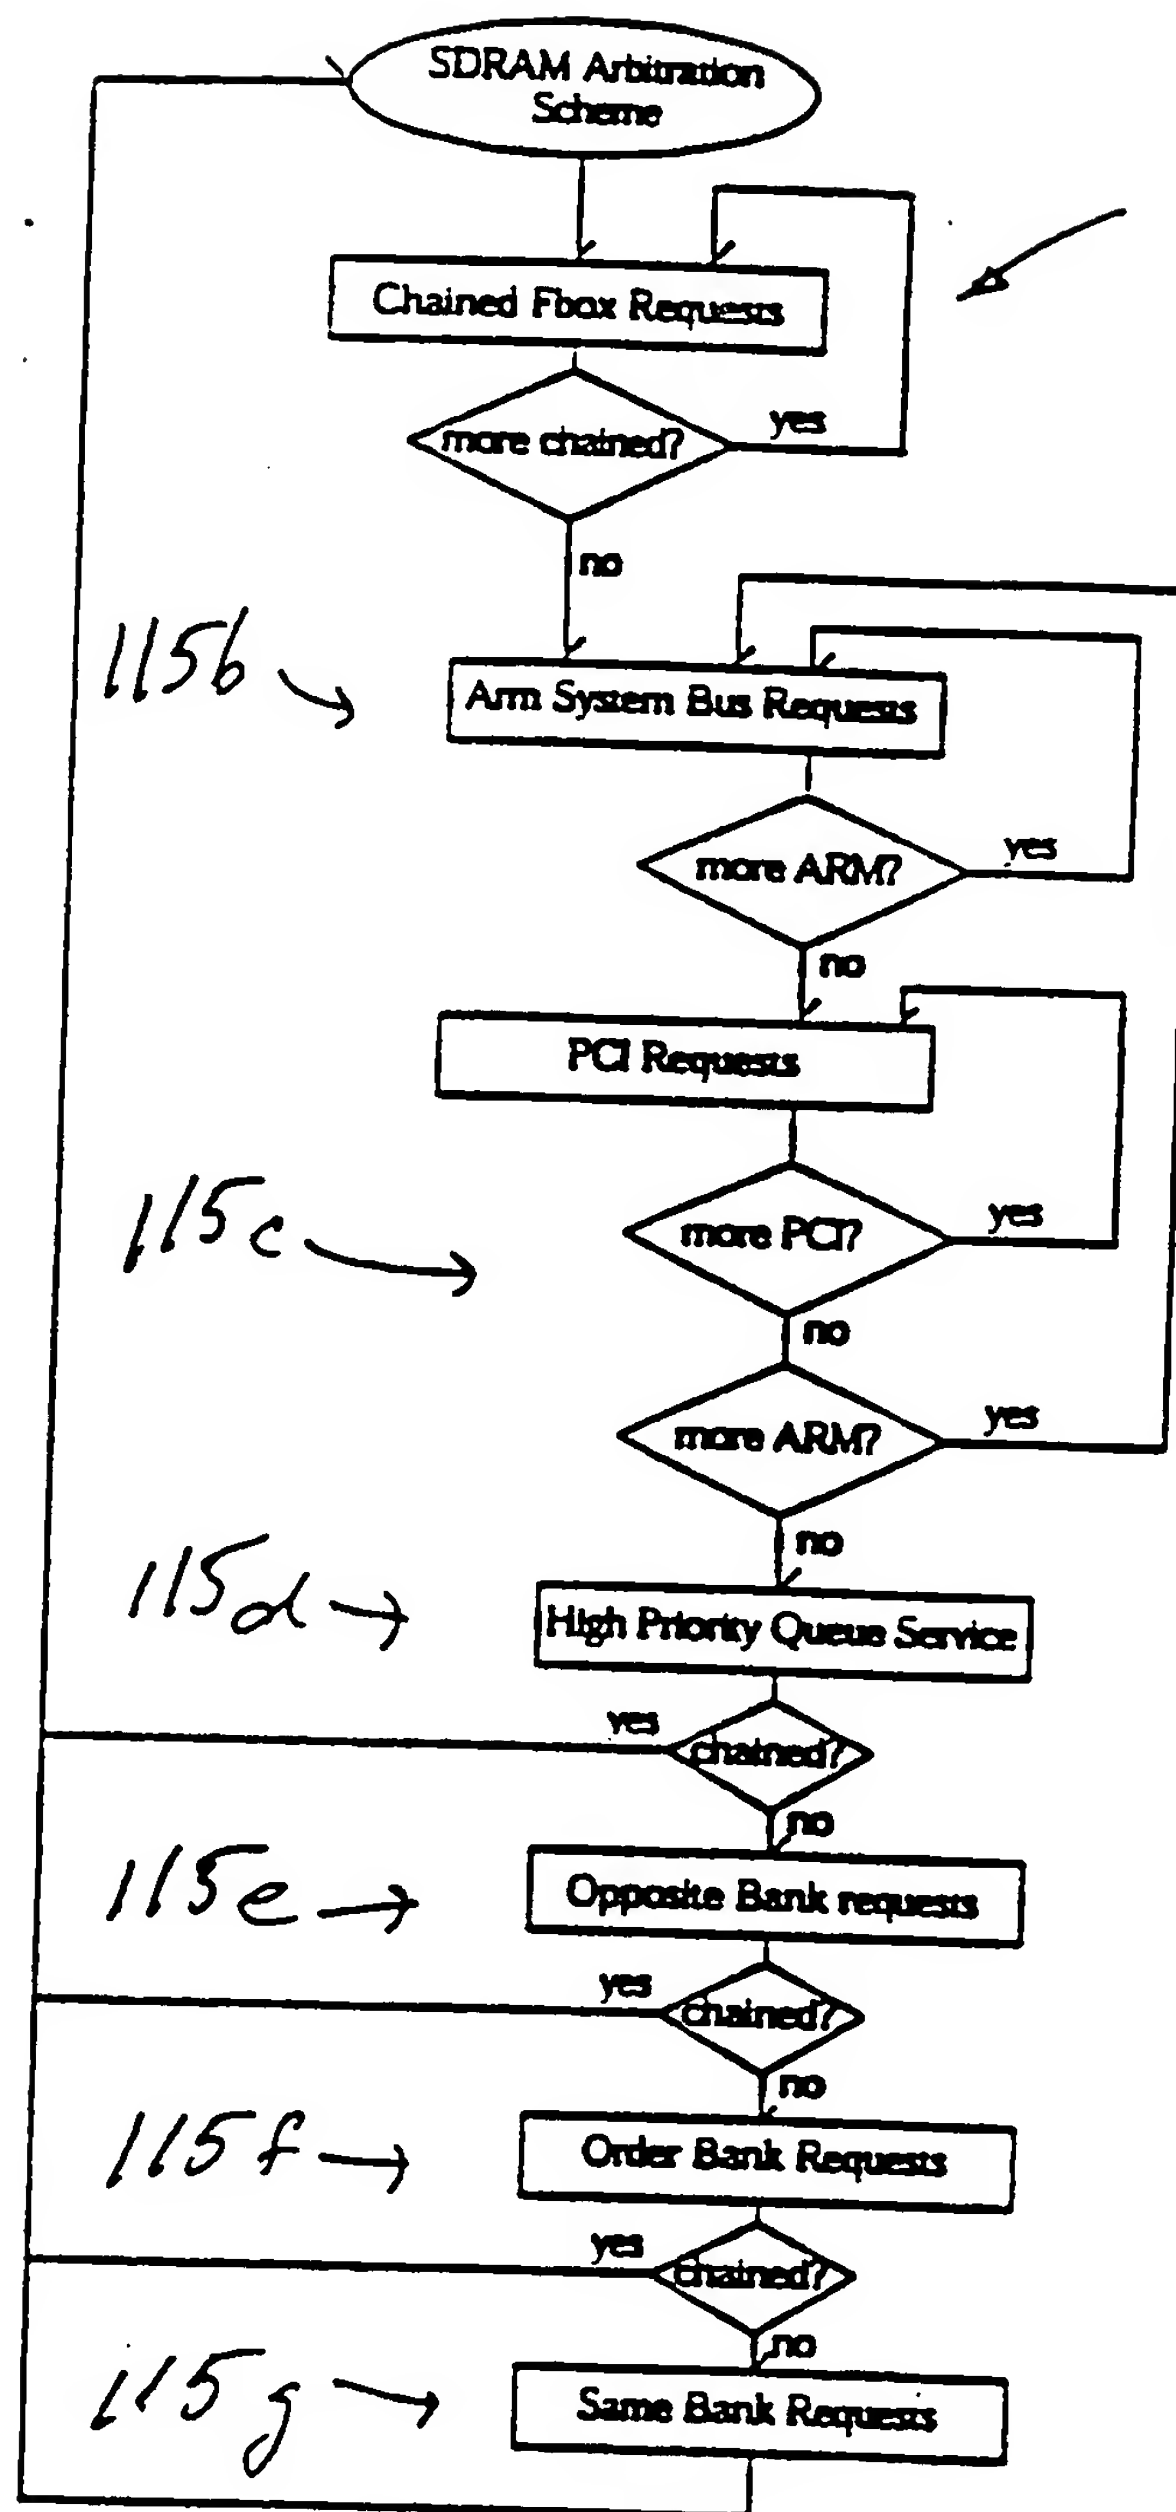 SDRAM Arbitration
Scheme
Chained Fbox Requests
more chained?
yes
no
115b
Arm System Bus Requests
more ARM?
yes
no
PCI Requests
115c
more PCI?
yes
no
more ARM?
yes
no
115d
High Priority Queue Service
yes
chained?
no
115e
Opposite Bank requests
yes
chained?
no
115f
Order Bank Requests
yes
chained?
no
115g
Same Bank Requests